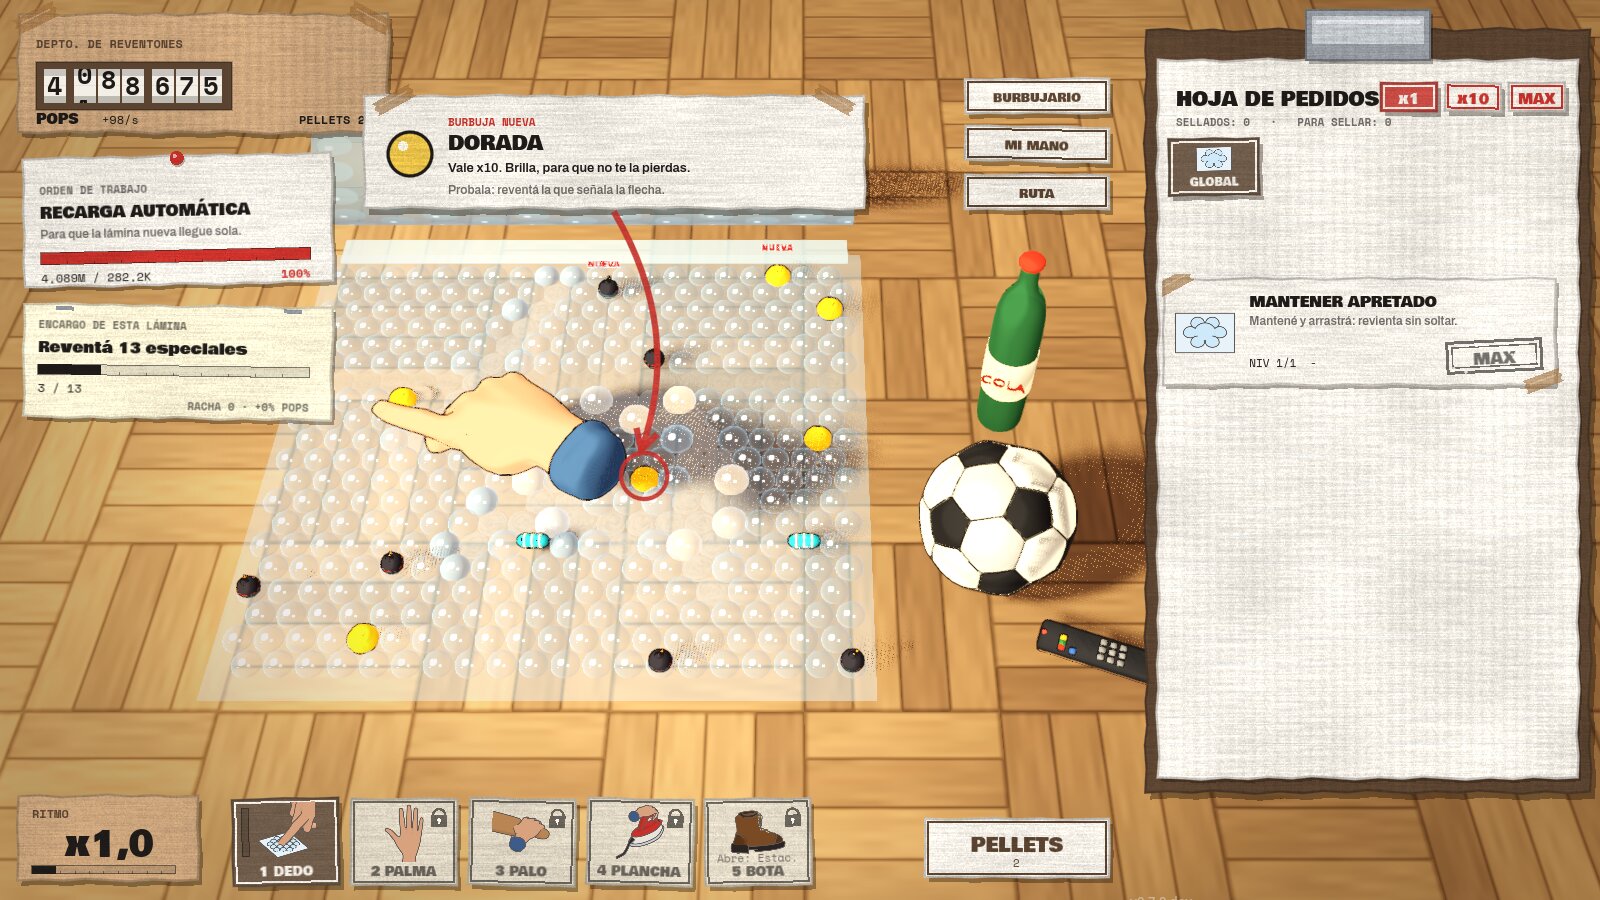 DEPTO. DE REVENTONES
4 088 675
POPS +98/s PELLETS 2
ORDEN DE TRABAJO
RECARGA AUTOMÁTICA
Para que la lámina nueva llegue sola.
4.089M / 282.2K 100%
ENCARGO DE ESTA LÁMINA
Reventá 13 especiales
3 / 13
RACHA 0 · +0% POPS
BURBUJA NUEVA
DORADA
Vale x10. Brilla, para que no te la pierdas.
Probala: reventá la que señala la flecha.
NUEVA
NUEVA
COLA
BURBUJARIO
MI MANO
RUTA
HOJA DE PEDIDOS x1 x10 MAX
SELLADOS: 0 · PARA SELLAR: 0
GLOBAL
MANTENER APRETADO
Mantené y arrastrá: revienta sin soltar.
NIV 1/1 - MAX
RITMO
x1,0
1 DEDO
2 PALMA
3 PALO
4 PLANCHA
Abre: Estac.
5 BOTA
PELLETS
2